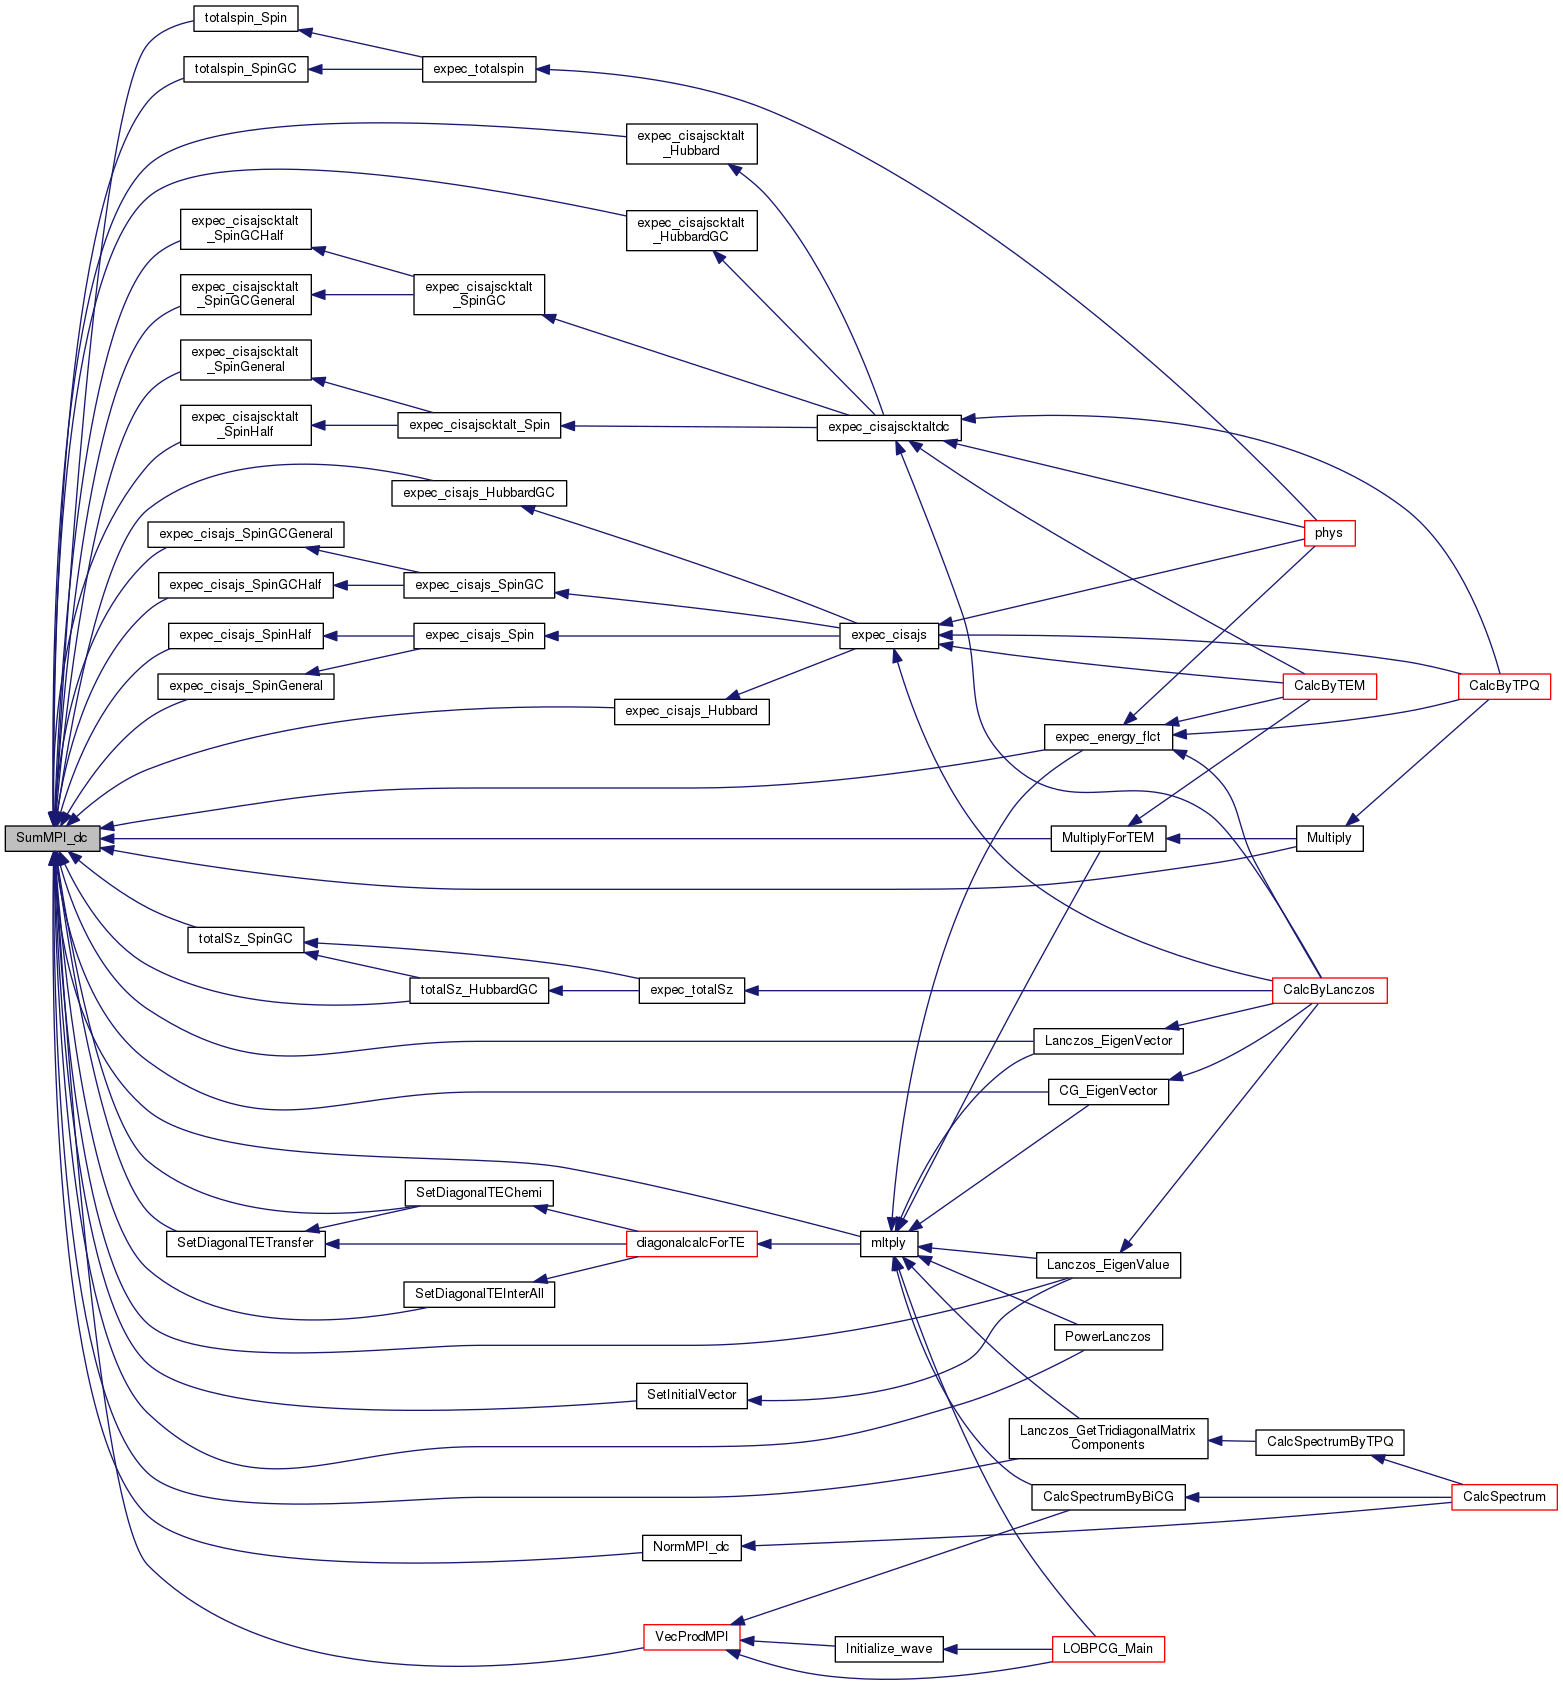 totalspin_Spin
totalspin_SpinGC
expec_totalspin
expec_cisajscktalt
_Hubbard
expec_cisajscktalt
_HubbardGC
expec_cisajscktalt
_SpinGCHalf
expec_cisajscktalt
_SpinGCGeneral
expec_cisajscktalt
_SpinGC
expec_cisajscktalt
_SpinGeneral
expec_cisajscktalt
_SpinHalf
expec_cisajscktalt_Spin
expec_cisajscktaltdc
expec_cisajs_HubbardGC
expec_cisajs_SpinGCGeneral
phys
expec_cisajs_SpinGCHalf
expec_cisajs_SpinGC
expec_cisajs_SpinHalf
expec_cisajs_Spin
expec_cisajs
expec_cisajs_SpinGeneral
CalcByTEM
CalcByTPQ
expec_cisajs_Hubbard
expec_energy_flct
SumMPI_dc
MultiplyForTEM
Multiply
totalSz_SpinGC
totalSz_HubbardGC
expec_totalSz
CalcByLanczos
Lanczos_EigenVector
CG_EigenVector
SetDiagonalTEChemi
SetDiagonalTETransfer
diagonalcalcForTE
mltply
Lanczos_EigenValue
SetDiagonalTEInterAll
PowerLanczos
SetInitialVector
Lanczos_GetTridiagonalMatrix
Components
CalcSpectrumByTPQ
CalcSpectrumByBiCG
CalcSpectrum
NormMPI_dc
VecProdMPI
Initialize_wave
LOBPCG_Main